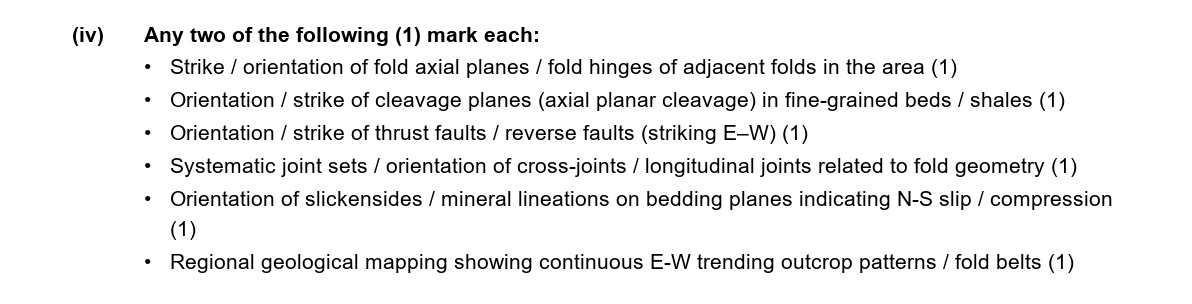 (iv) Any two of the following (1) mark each:
• Strike / orientation of fold axial planes / fold hinges of adjacent folds in the area (1)
• Orientation / strike of cleavage planes (axial planar cleavage) in fine-grained beds / shales (1)
• Orientation / strike of thrust faults / reverse faults (striking E–W) (1)
• Systematic joint sets / orientation of cross-joints / longitudinal joints related to fold geometry (1)
• Orientation of slickensides / mineral lineations on bedding planes indicating N-S slip / compression
(1)
• Regional geological mapping showing continuous E-W trending outcrop patterns / fold belts (1)